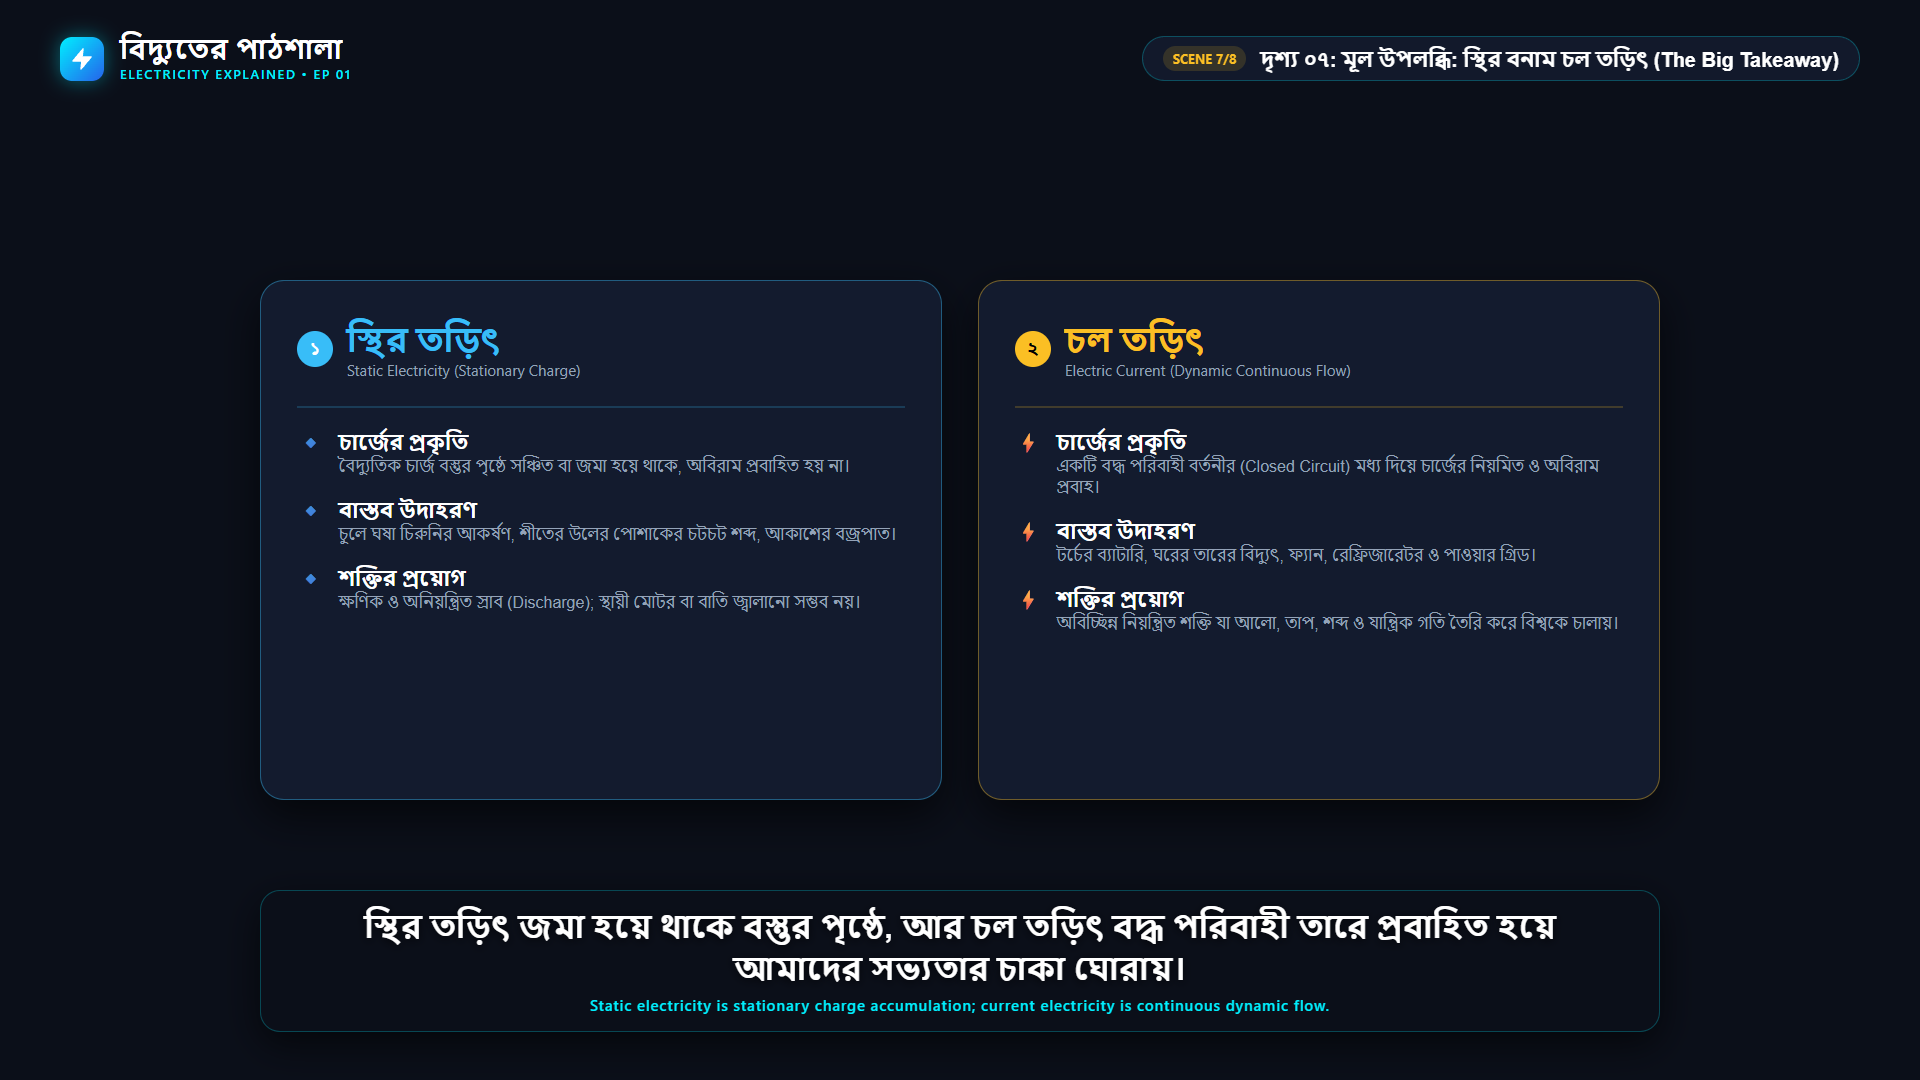 বিদ্যুতের পাঠশালা
ELECTRICITY EXPLAINED • EP 01
SCENE 7/8 দৃশ্য ০৭: মূল উপলব্ধি: স্থির বনাম চল তড়িৎ (The Big Takeaway)
১ স্থির তড়িৎ
Static Electricity (Stationary Charge)
চার্জের প্রকৃতি
বৈদ্যুতিক চার্জ বস্তুর পৃষ্ঠে সঞ্চিত বা জমা হয়ে থাকে, অবিরাম প্রবাহিত হয় না।
বাস্তব উদাহরণ
চুলে ঘষা চিরুনির আকর্ষণ, শীতের উলের পোশাকের চটচট শব্দ, আকাশের বজ্রপাত।
শক্তির প্রয়োগ
ক্ষণিক ও অনিয়ন্ত্রিত স্রাব (Discharge); স্থায়ী মোটর বা বাতি জ্বালানো সম্ভব নয়।
২ চল তড়িৎ
Electric Current (Dynamic Continuous Flow)
চার্জের প্রকৃতি
একটি বদ্ধ পরিবাহী বর্তনীর (Closed Circuit) মধ্য দিয়ে চার্জের নিয়মিত ও অবিরাম
প্রবাহ।
বাস্তব উদাহরণ
টর্চের ব্যাটারি, ঘরের তারের বিদ্যুৎ, ফ্যান, রেফ্রিজারেটর ও পাওয়ার গ্রিড।
শক্তির প্রয়োগ
অবিচ্ছিন্ন নিয়ন্ত্রিত শক্তি যা আলো, তাপ, শব্দ ও যান্ত্রিক গতি তৈরি করে বিশ্বকে চালায়।
স্থির তড়িৎ জমা হয়ে থাকে বস্তুর পৃষ্ঠে, আর চল তড়িৎ বদ্ধ পরিবাহী তারে প্রবাহিত হয়ে
আমাদের সভ্যতার চাকা ঘোরায়।
Static electricity is stationary charge accumulation; current electricity is continuous dynamic flow.